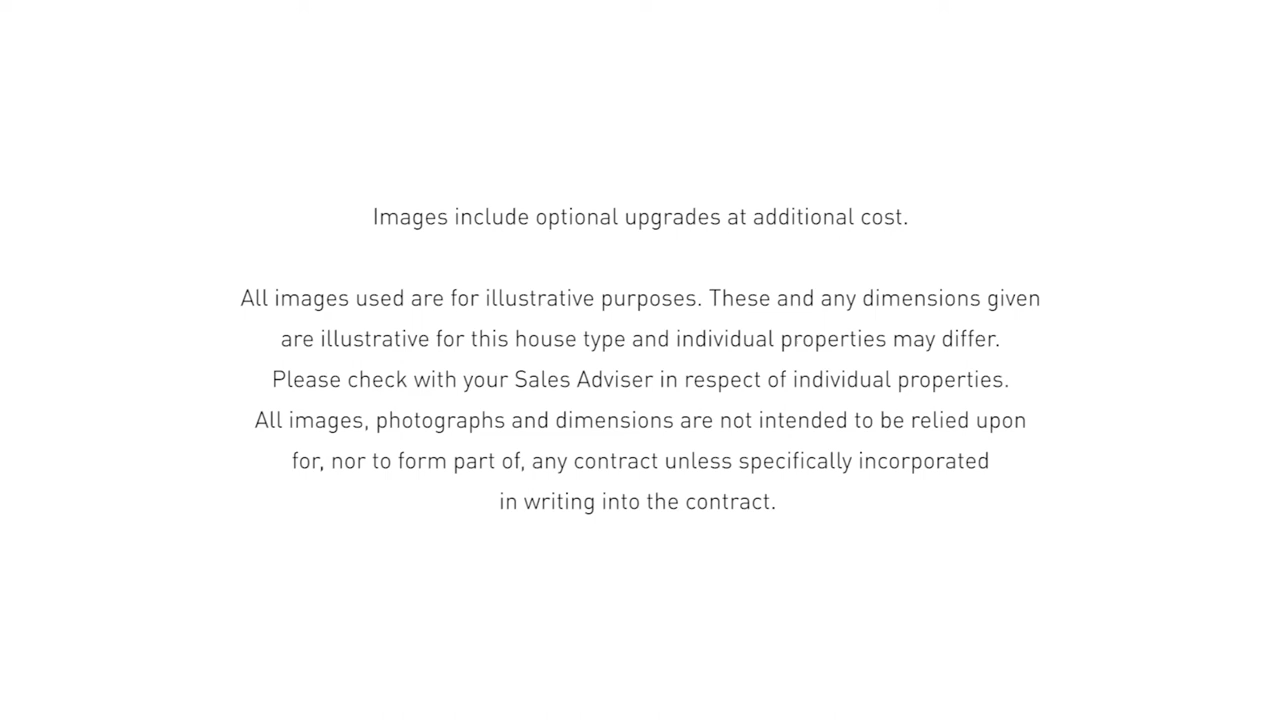 Images include optional upgrades at additional cost.
All images used are for illustrative purposes. These and any dimensions given
are illustrative for this house type and individual properties may differ.
Please check with your Sales Adviser in respect of individual properties.
All images, photographs and dimensions are not intended to be relied upon
for, nor to form part of, any contract unless specifically incorporated
in writing into the contract.